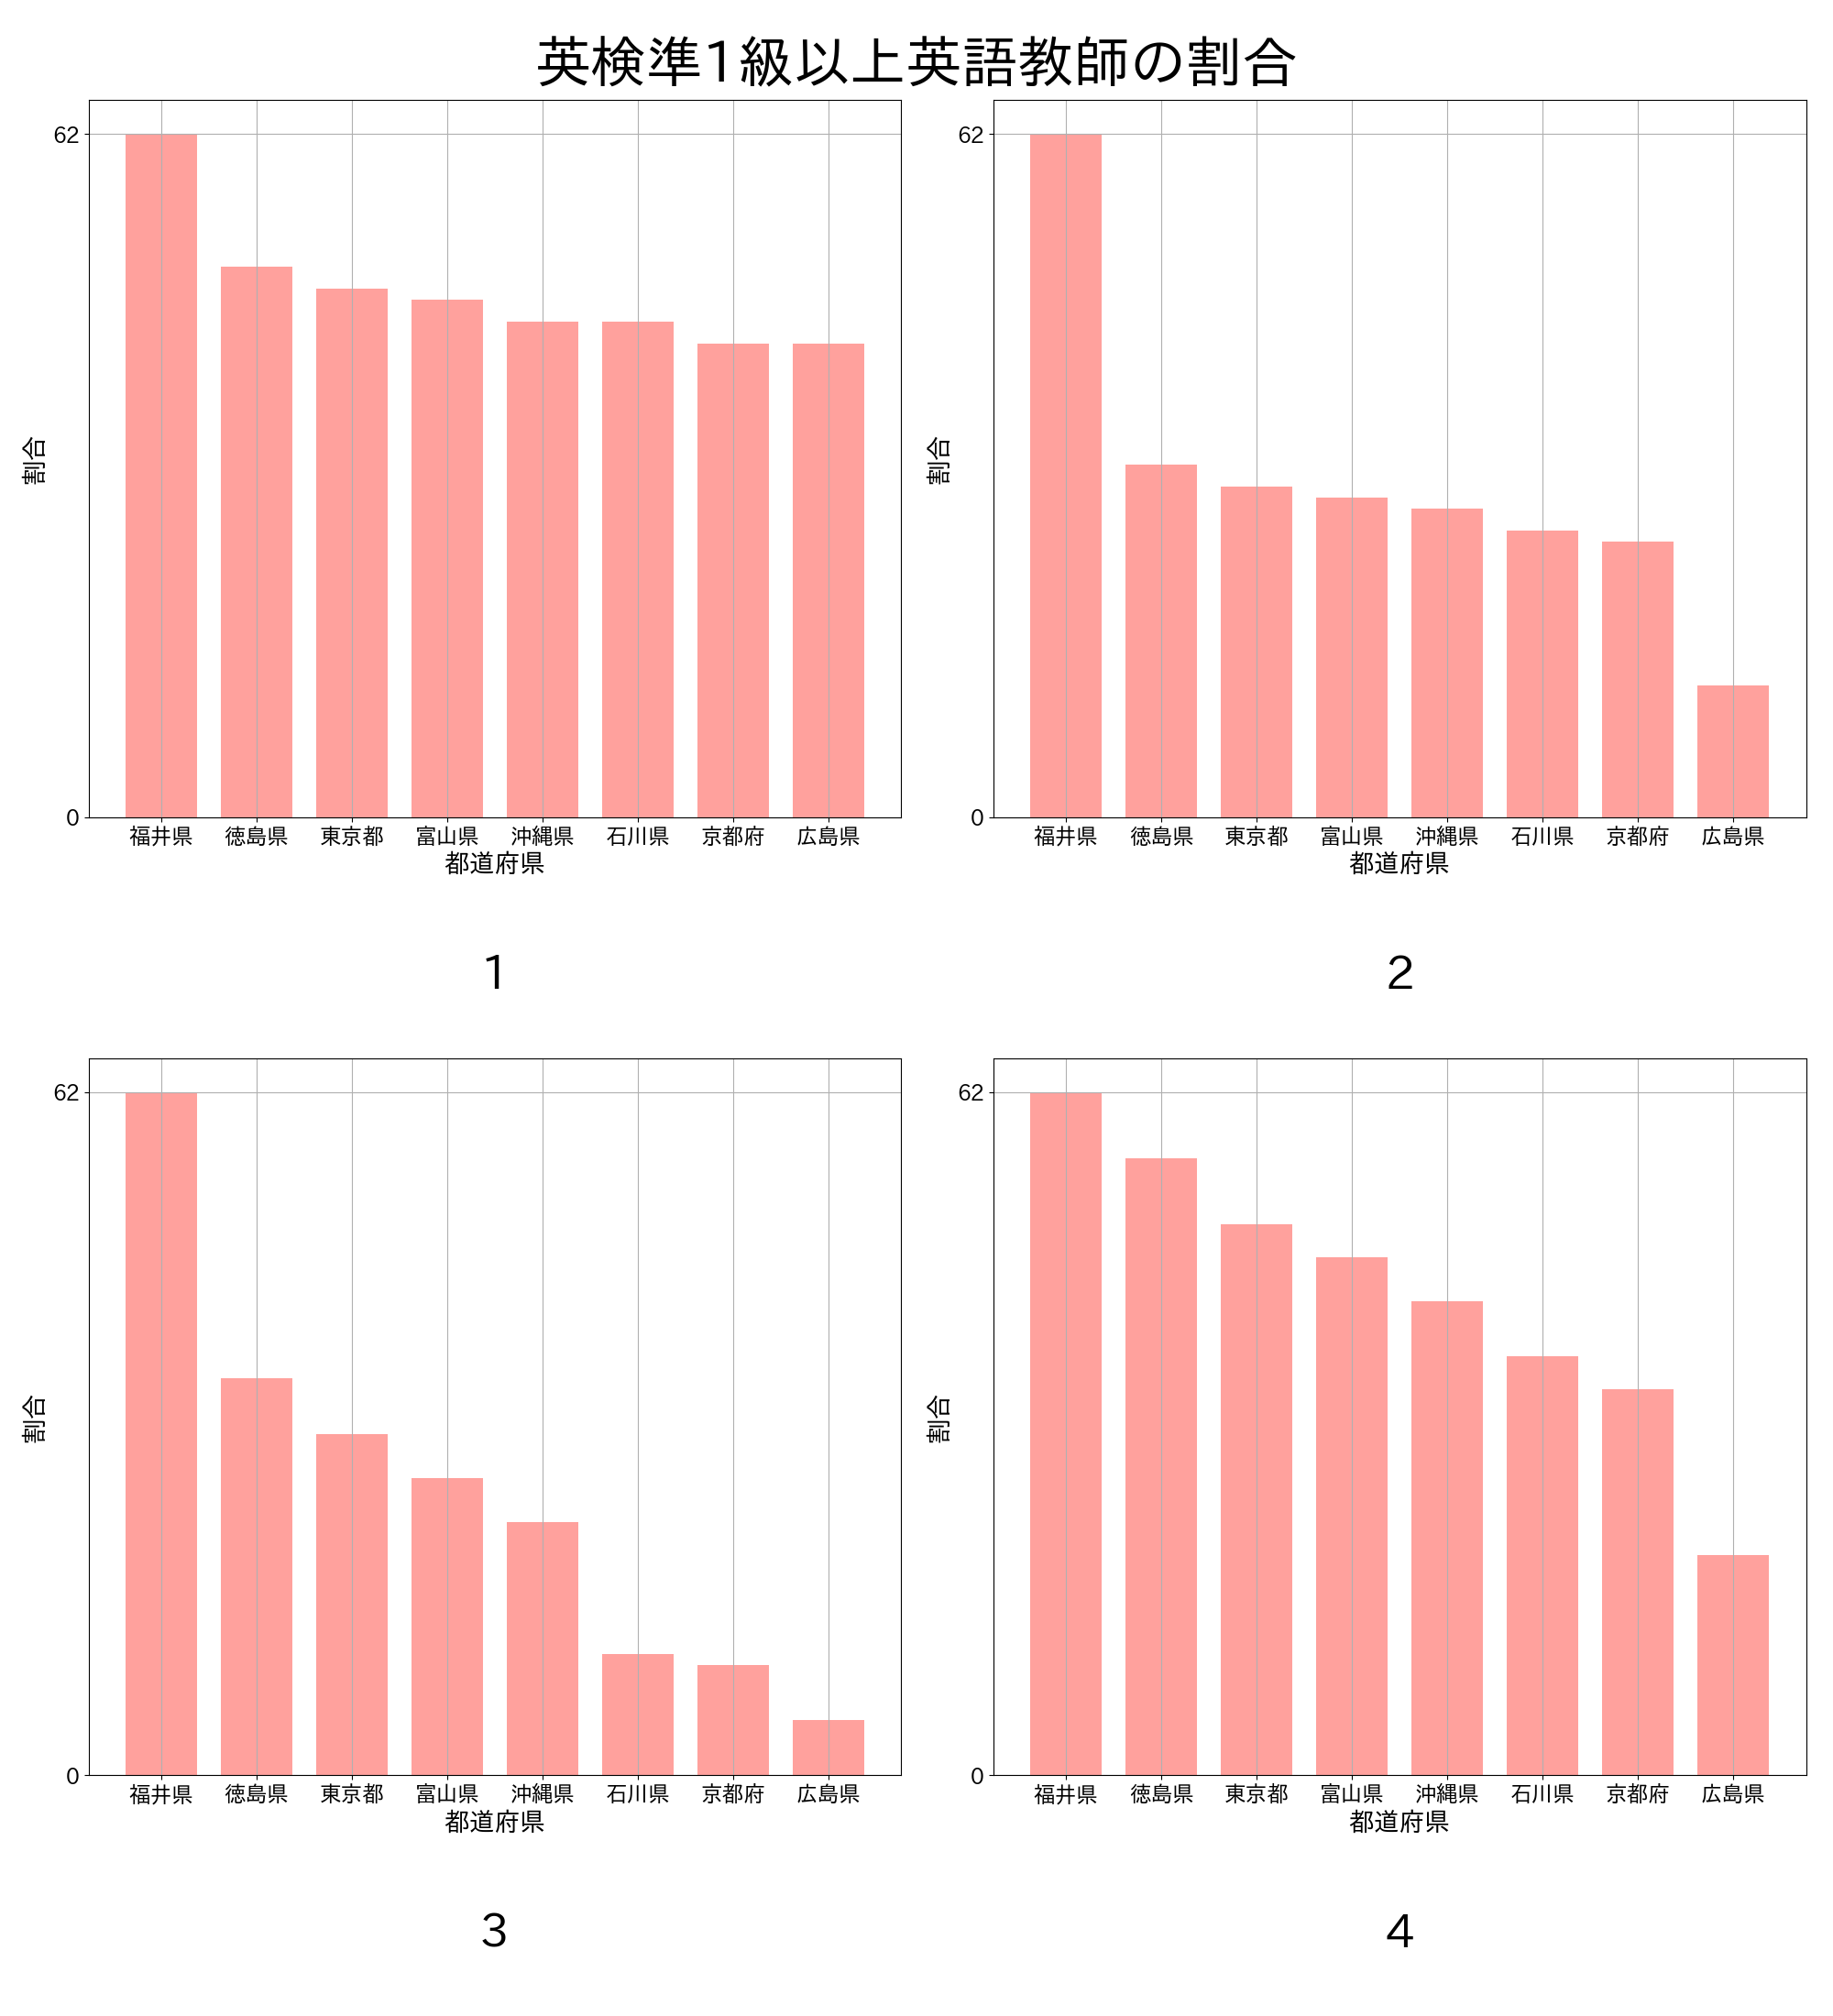 英検準1級以上英語教師の割合
62
0
割合
福井県 徳島県 東京都 富山県 沖縄県 石川県 京都府 広島県
都道府県
1
62
0
割合
福井県 徳島県 東京都 富山県 沖縄県 石川県 京都府 広島県
都道府県
2
62
0
割合
福井県 徳島県 東京都 富山県 沖縄県 石川県 京都府 広島県
都道府県
3
62
0
割合
福井県 徳島県 東京都 富山県 沖縄県 石川県 京都府 広島県
都道府県
4